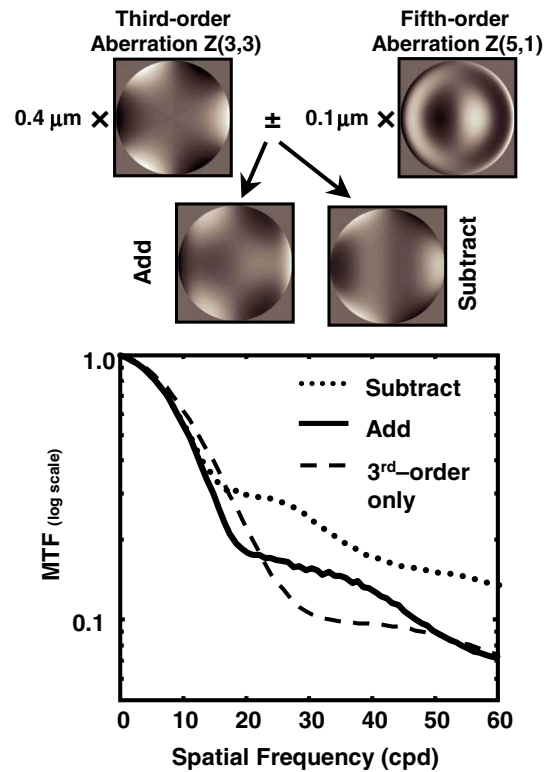 Third-order
Aberration Z(3,3)
Fifth-order
Aberration Z(5,1)
0.4 μm ×
±
0.1μm ×
Add
Subtract
1.0
0.1
MTF (log scale)
Subtract
Add
3rd–order
only
0 10 20 30 40 50 60
Spatial Frequency (cpd)